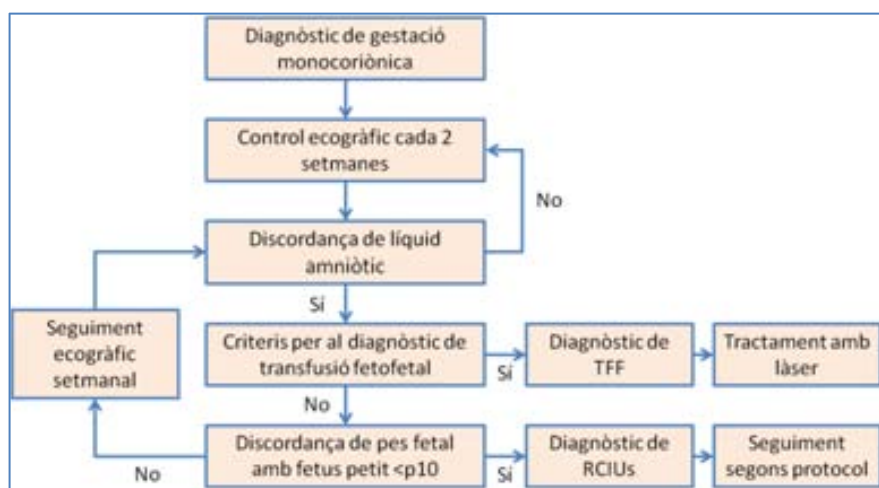 Diagnòstic de gestació
monocoriònica
Control ecogràfic cada 2
setmanes
No
Discordança de líquid
amniòtic
Sí
Seguiment
ecogràfic
setmanal
Criteris per al diagnòstic de
transfusió fetofetal
Sí
Diagnòstic de
TFF
Tractament amb
làser
No
Discordança de pes fetal
amb fetus petit <p10
No
Sí
Diagnòstic de
RCIUs
Seguiment
segons protocol